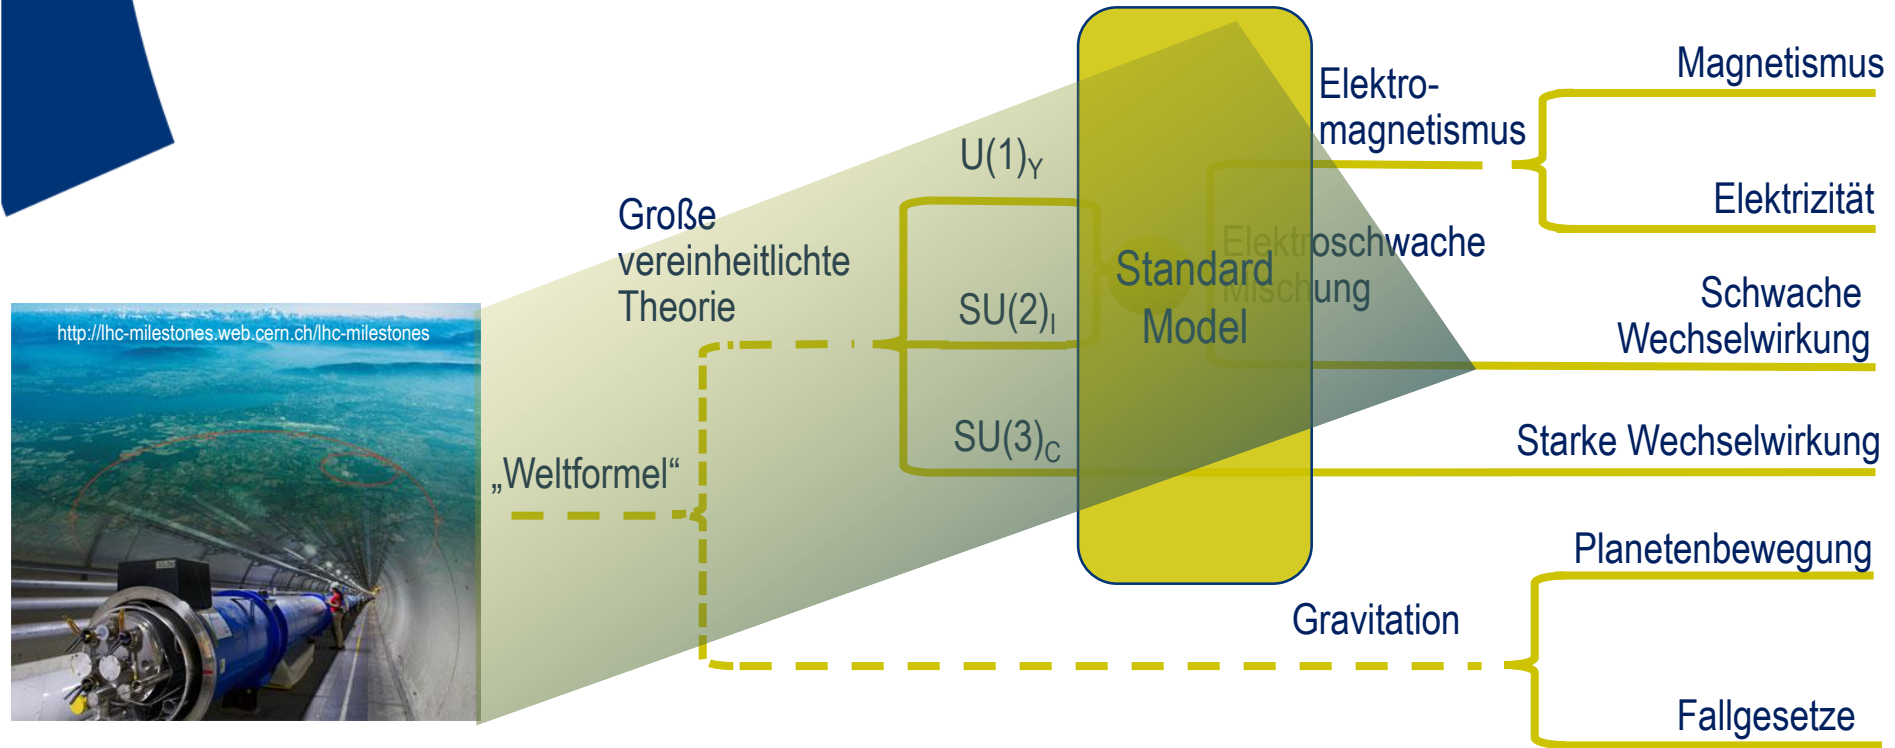 Magnetismus
Elektro-
magnetismus
U(1)Y
Elektrizität
Große
vereinheitlichte
Theorie
Elektroschwache
Mischung
Standard
Model
Schwache
Wechselwirkung
SU(2)I
http://lhc-milestones.web.cern.ch/lhc-milestones
SU(3)C
Starke Wechselwirkung
„Weltformel“
Planetenbewegung
Gravitation
Fallgesetze